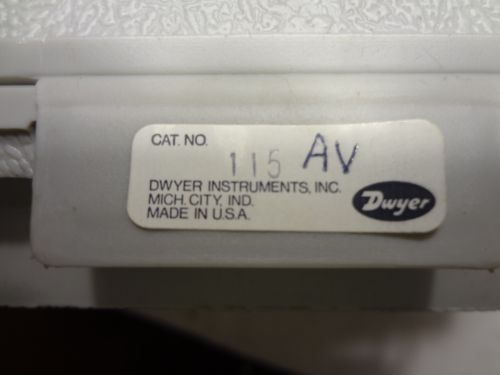 CAT. NO. 115 AV
DWYER INSTRUMENTS, INC.
MICH. CITY, IND.
MADE IN U.S.A.
Dwyer